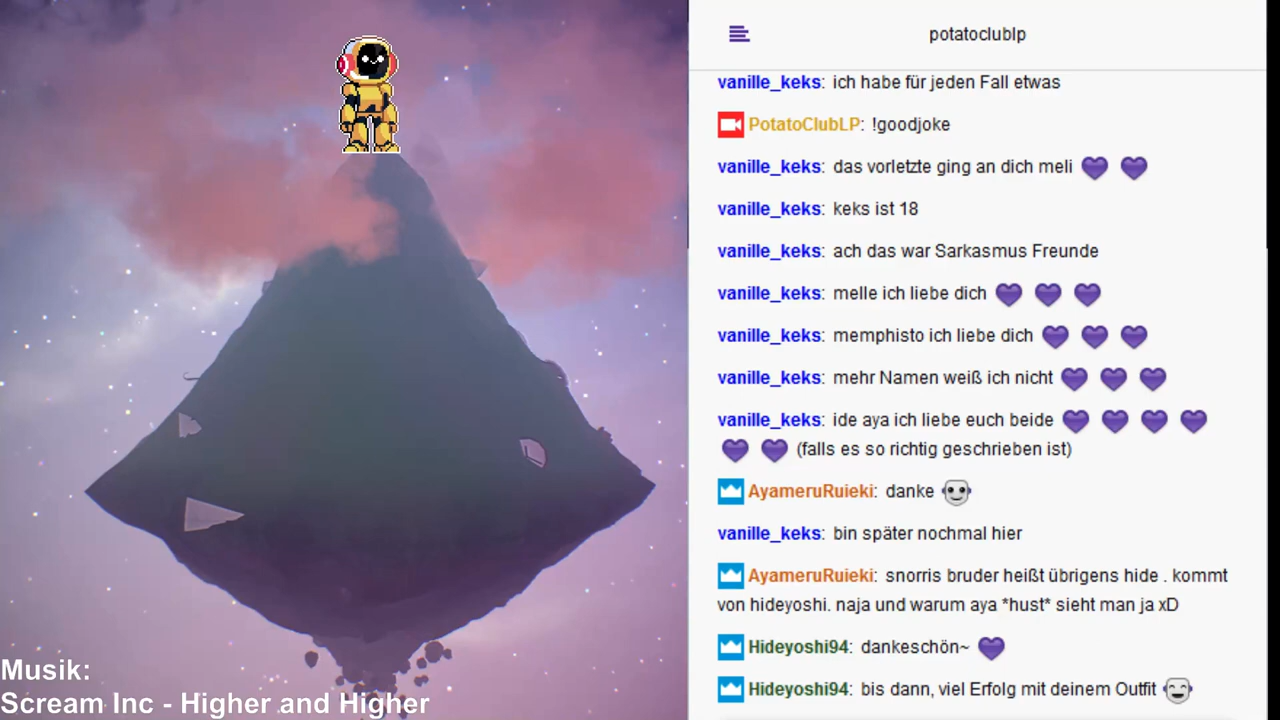 potatoclublp
vanille_keks: ich habe für jeden Fall etwas
PotatoClubLP: !goodjoke
vanille_keks: das vorletzte ging an dich meli
vanille_keks: keks ist 18
vanille_keks: ach das war Sarkasmus Freunde
vanille_keks: melle ich liebe dich
vanille_keks: memphisto ich liebe dich
vanille_keks: mehr Namen weiß ich nicht
vanille_keks: ide aya ich liebe euch beide
(falls es so richtig geschrieben ist)
AyameruRuieki: danke
vanille_keks: bin später nochmal hier
AyameruRuieki: snorris bruder heißt übrigens hide . kommt
von hideyoshi. naja und warum aya *hust* sieht man ja xD
Hideyoshi94: dankeschön~
Hideyoshi94: bis dann, viel Erfolg mit deinem Outfit
Musik:
Scream Inc - Higher and Higher